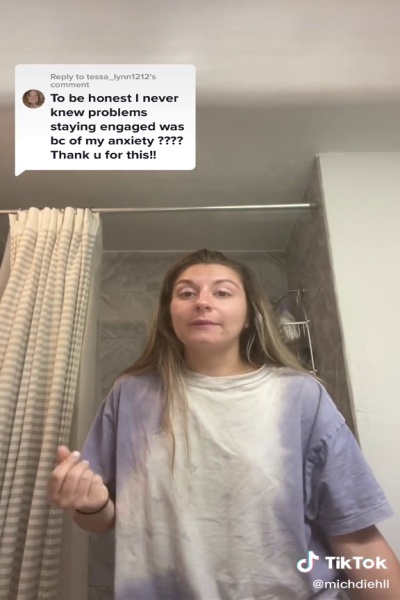 Reply to tessa_lynn1212's
comment
To be honest I never
knew problems
staying engaged was
bc of my anxiety ????
Thank u for this!!
TikTok
@michdiehll